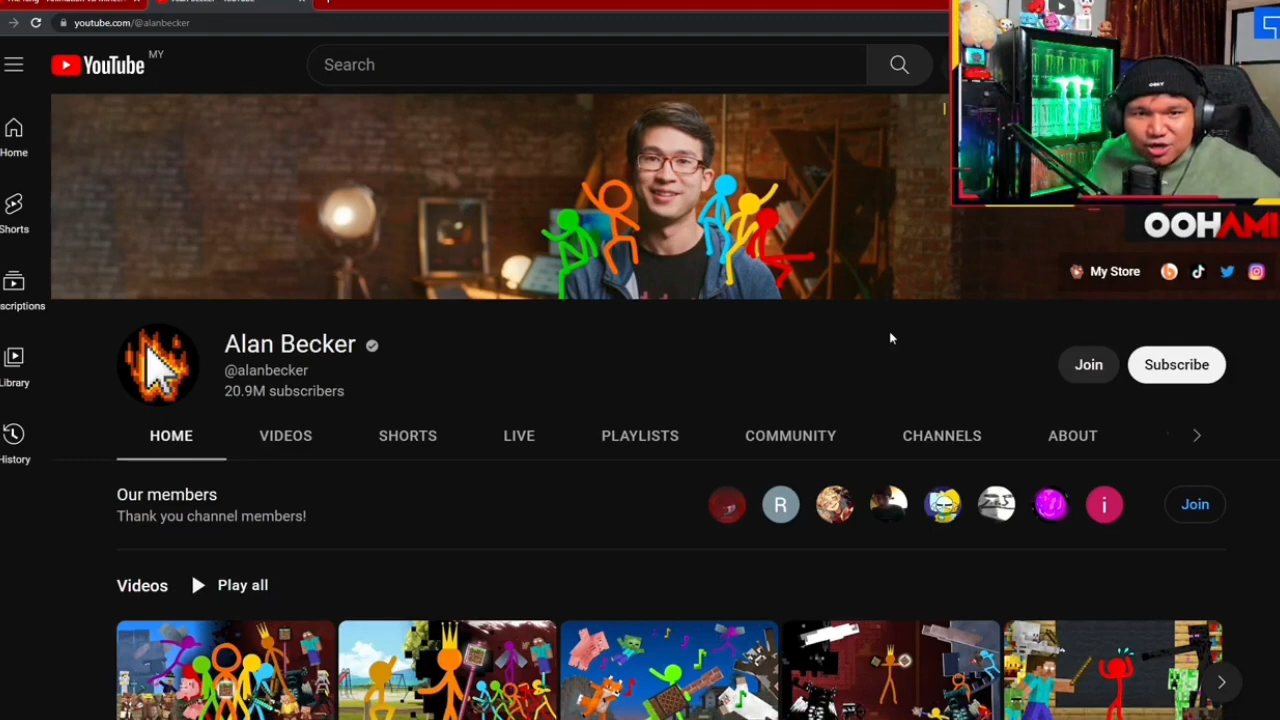 youtube.com/@alanbecker
YouTube MY
Search
Home
Shorts
scriptions
Library
History
OBEY
OOHAMI
My Store
Alan Becker
@alanbecker
20.9M subscribers
Join
Subscribe
HOME
VIDEOS
SHORTS
LIVE
PLAYLISTS
COMMUNITY
CHANNELS
ABOUT
Our members
Thank you channel members!
R
i
Join
Videos
Play all